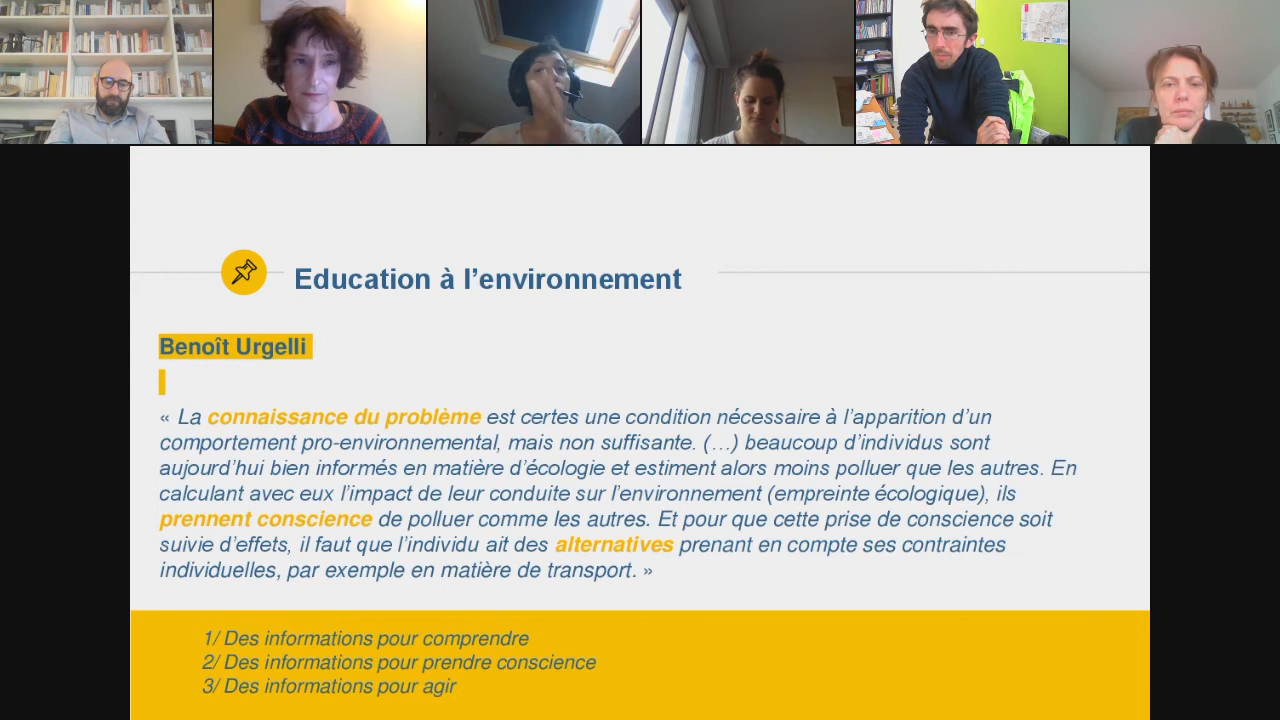 Education à l’environnement
Benoît Urgelli
« La connaissance du problème est certes une condition nécessaire à l’apparition d’un
comportement pro-environnemental, mais non suffisante. (…) beaucoup d’individus sont
aujourd’hui bien informés en matière d’écologie et estiment alors moins polluer que les autres. En
calculant avec eux l’impact de leur conduite sur l’environnement (empreinte écologique), ils
prennent conscience de polluer comme les autres. Et pour que cette prise de conscience soit
suivie d’effets, il faut que l’individu ait des alternatives prenant en compte ses contraintes
individuelles, par exemple en matière de transport. »
1/ Des informations pour comprendre
2/ Des informations pour prendre conscience
3/ Des informations pour agir